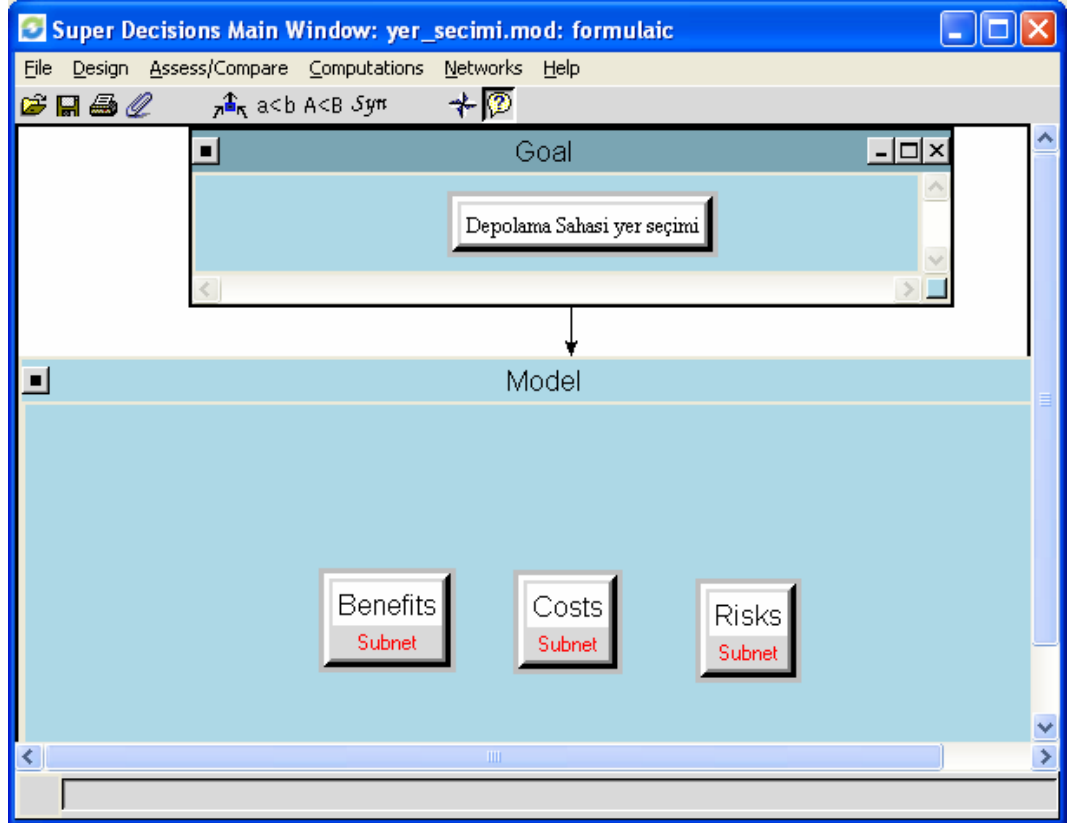 Super Decisions Main Window: yer_secimi.mod: formulaic
File Design Assess/Compare Computations Networks Help
a<b A<B Syn
Goal
Depolama Sahasi yer seçimi
Model
Benefits
Subnet
Costs
Subnet
Risks
Subnet